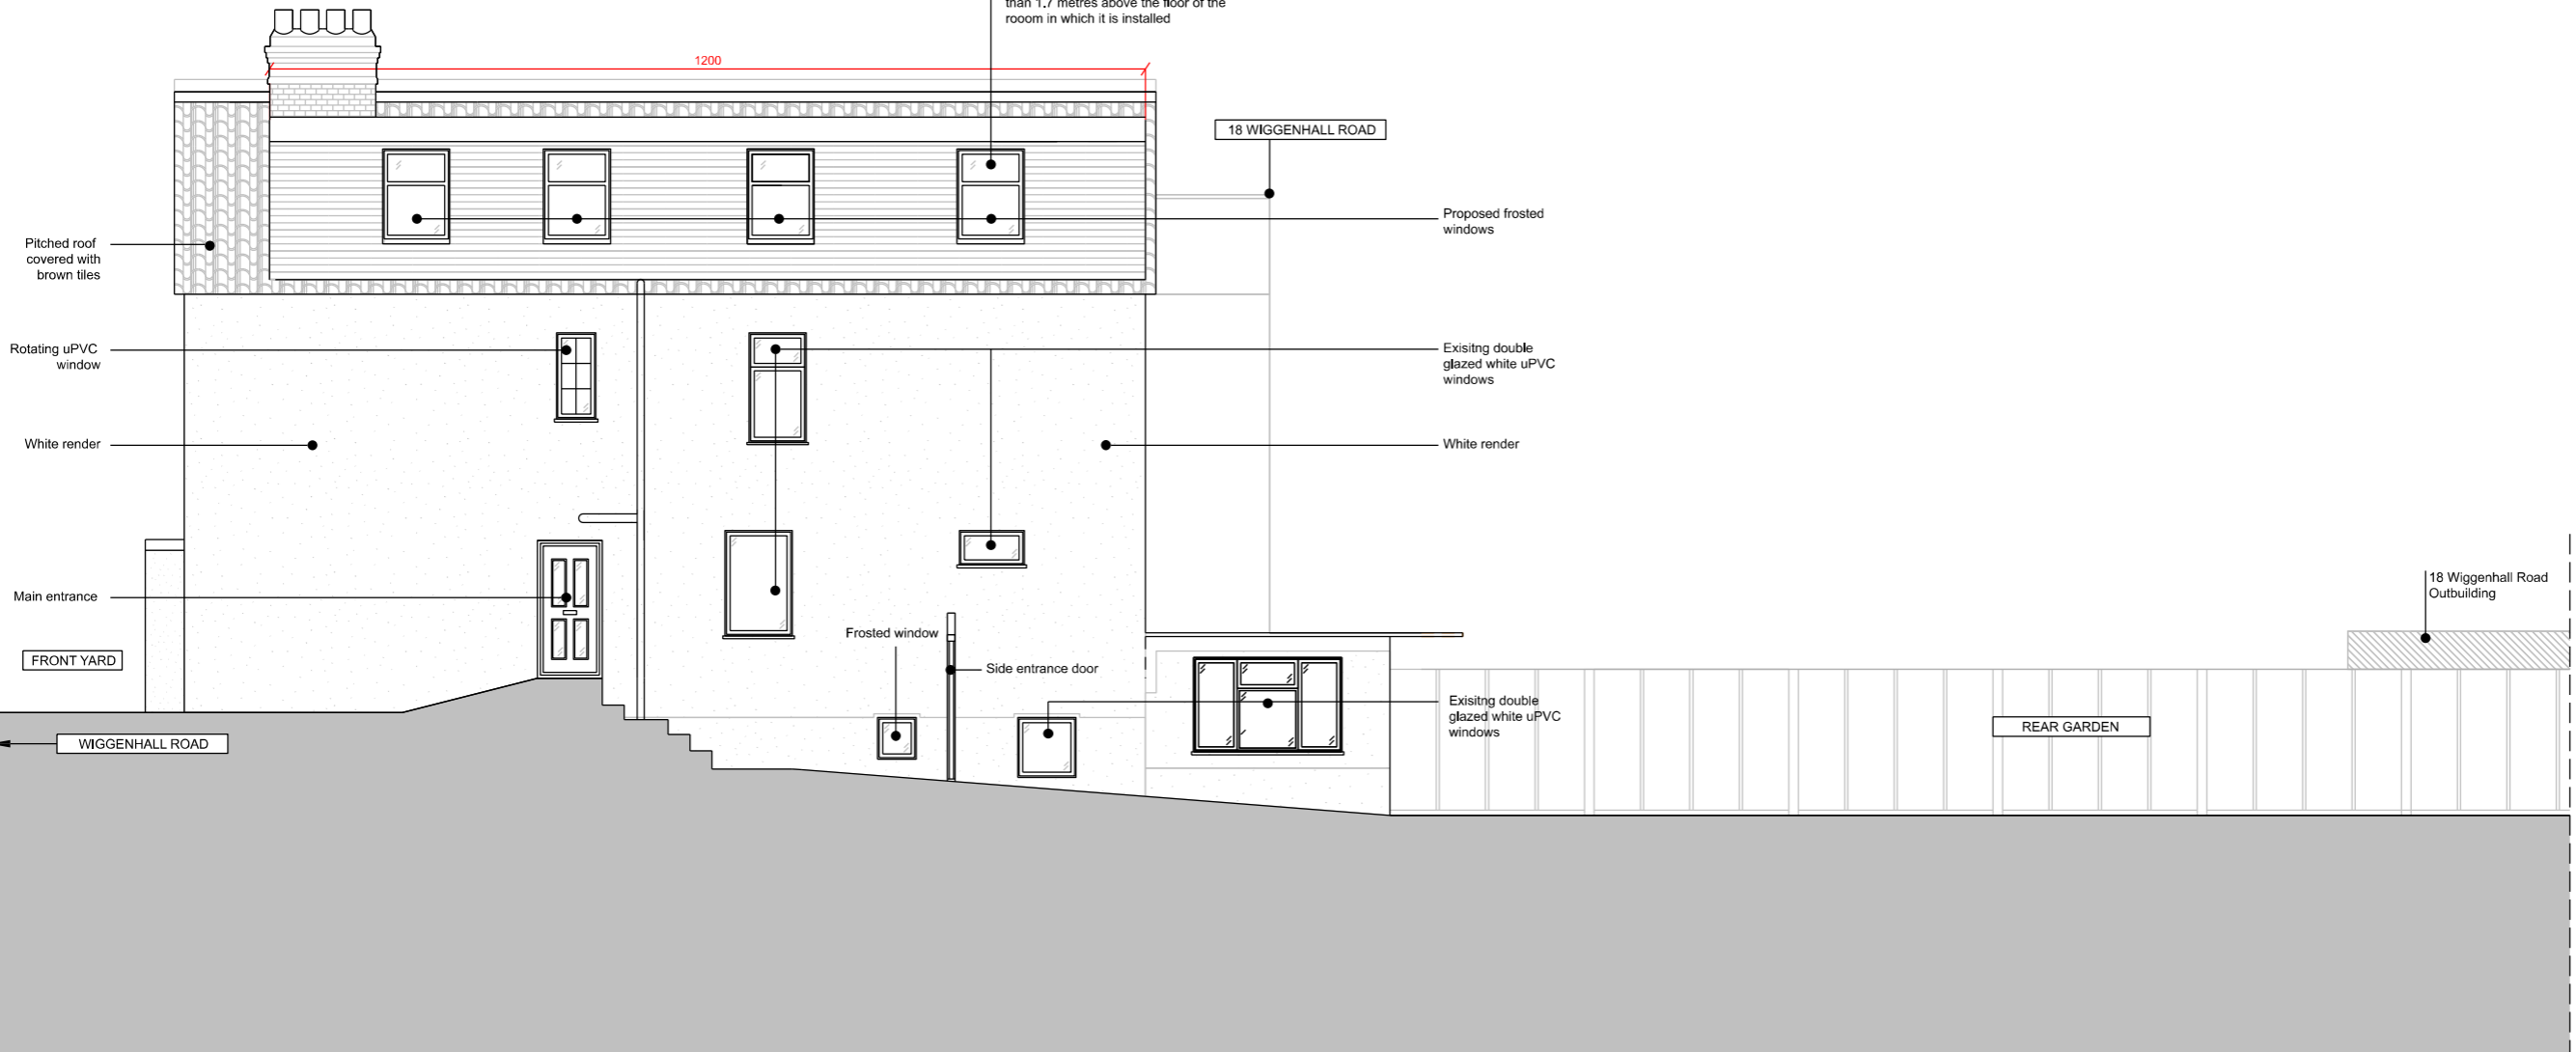 than 1.7 metres above the floor of the
rooom in which it is installed
1200
18 WIGGENHALL ROAD
Proposed frosted
windows
Pitched roof
covered with
brown tiles
Rotating uPVC
window
Exisitng double
glazed white uPVC
windows
White render
White render
Main entrance
18 Wiggenhall Road
Outbuilding
Frosted window
FRONT YARD
Side entrance door
Exisitng double
glazed white uPVC
windows
REAR GARDEN
WIGGENHALL ROAD